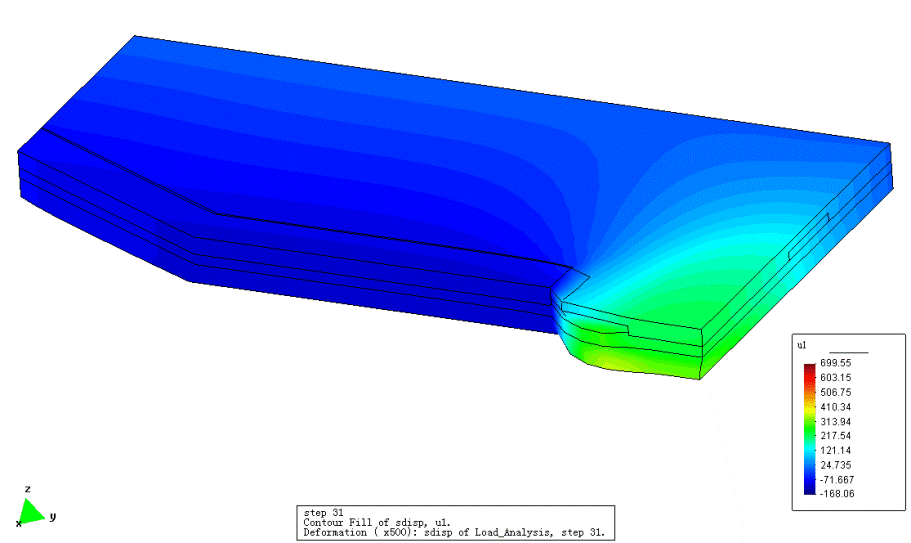 u1
699.55
603.15
506.75
410.34
313.94
217.54
121.14
24.735
-71.667
-168.06
z
x
y
step 31
Contour Fill of sdisp, u1.
Deformation ( x500): sdisp of Load_Analysis, step 31.